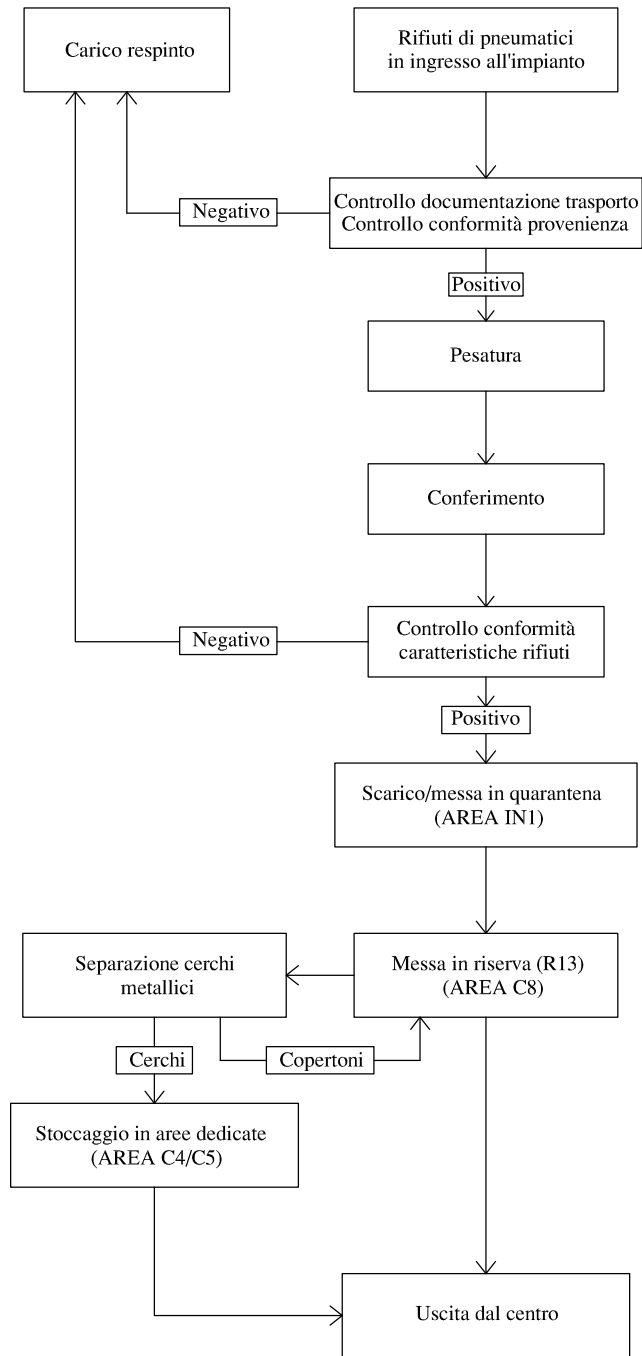 Carico respinto
Rifiuti di pneumatici
in ingresso all'impianto
Negativo
Controllo documentazione trasporto
Controllo conformità provenienza
Positivo
Pesatura
Conferimento
Negativo
Controllo conformità
caratteristiche rifiuti
Positivo
Scarico/messa in quarantena
(AREA IN1)
Separazione cerchi
metallici
Messa in riserva (R13)
(AREA C8)
Cerchi
Copertoni
Stoccaggio in aree dedicate
(AREA C4/C5)
Uscita dal centro